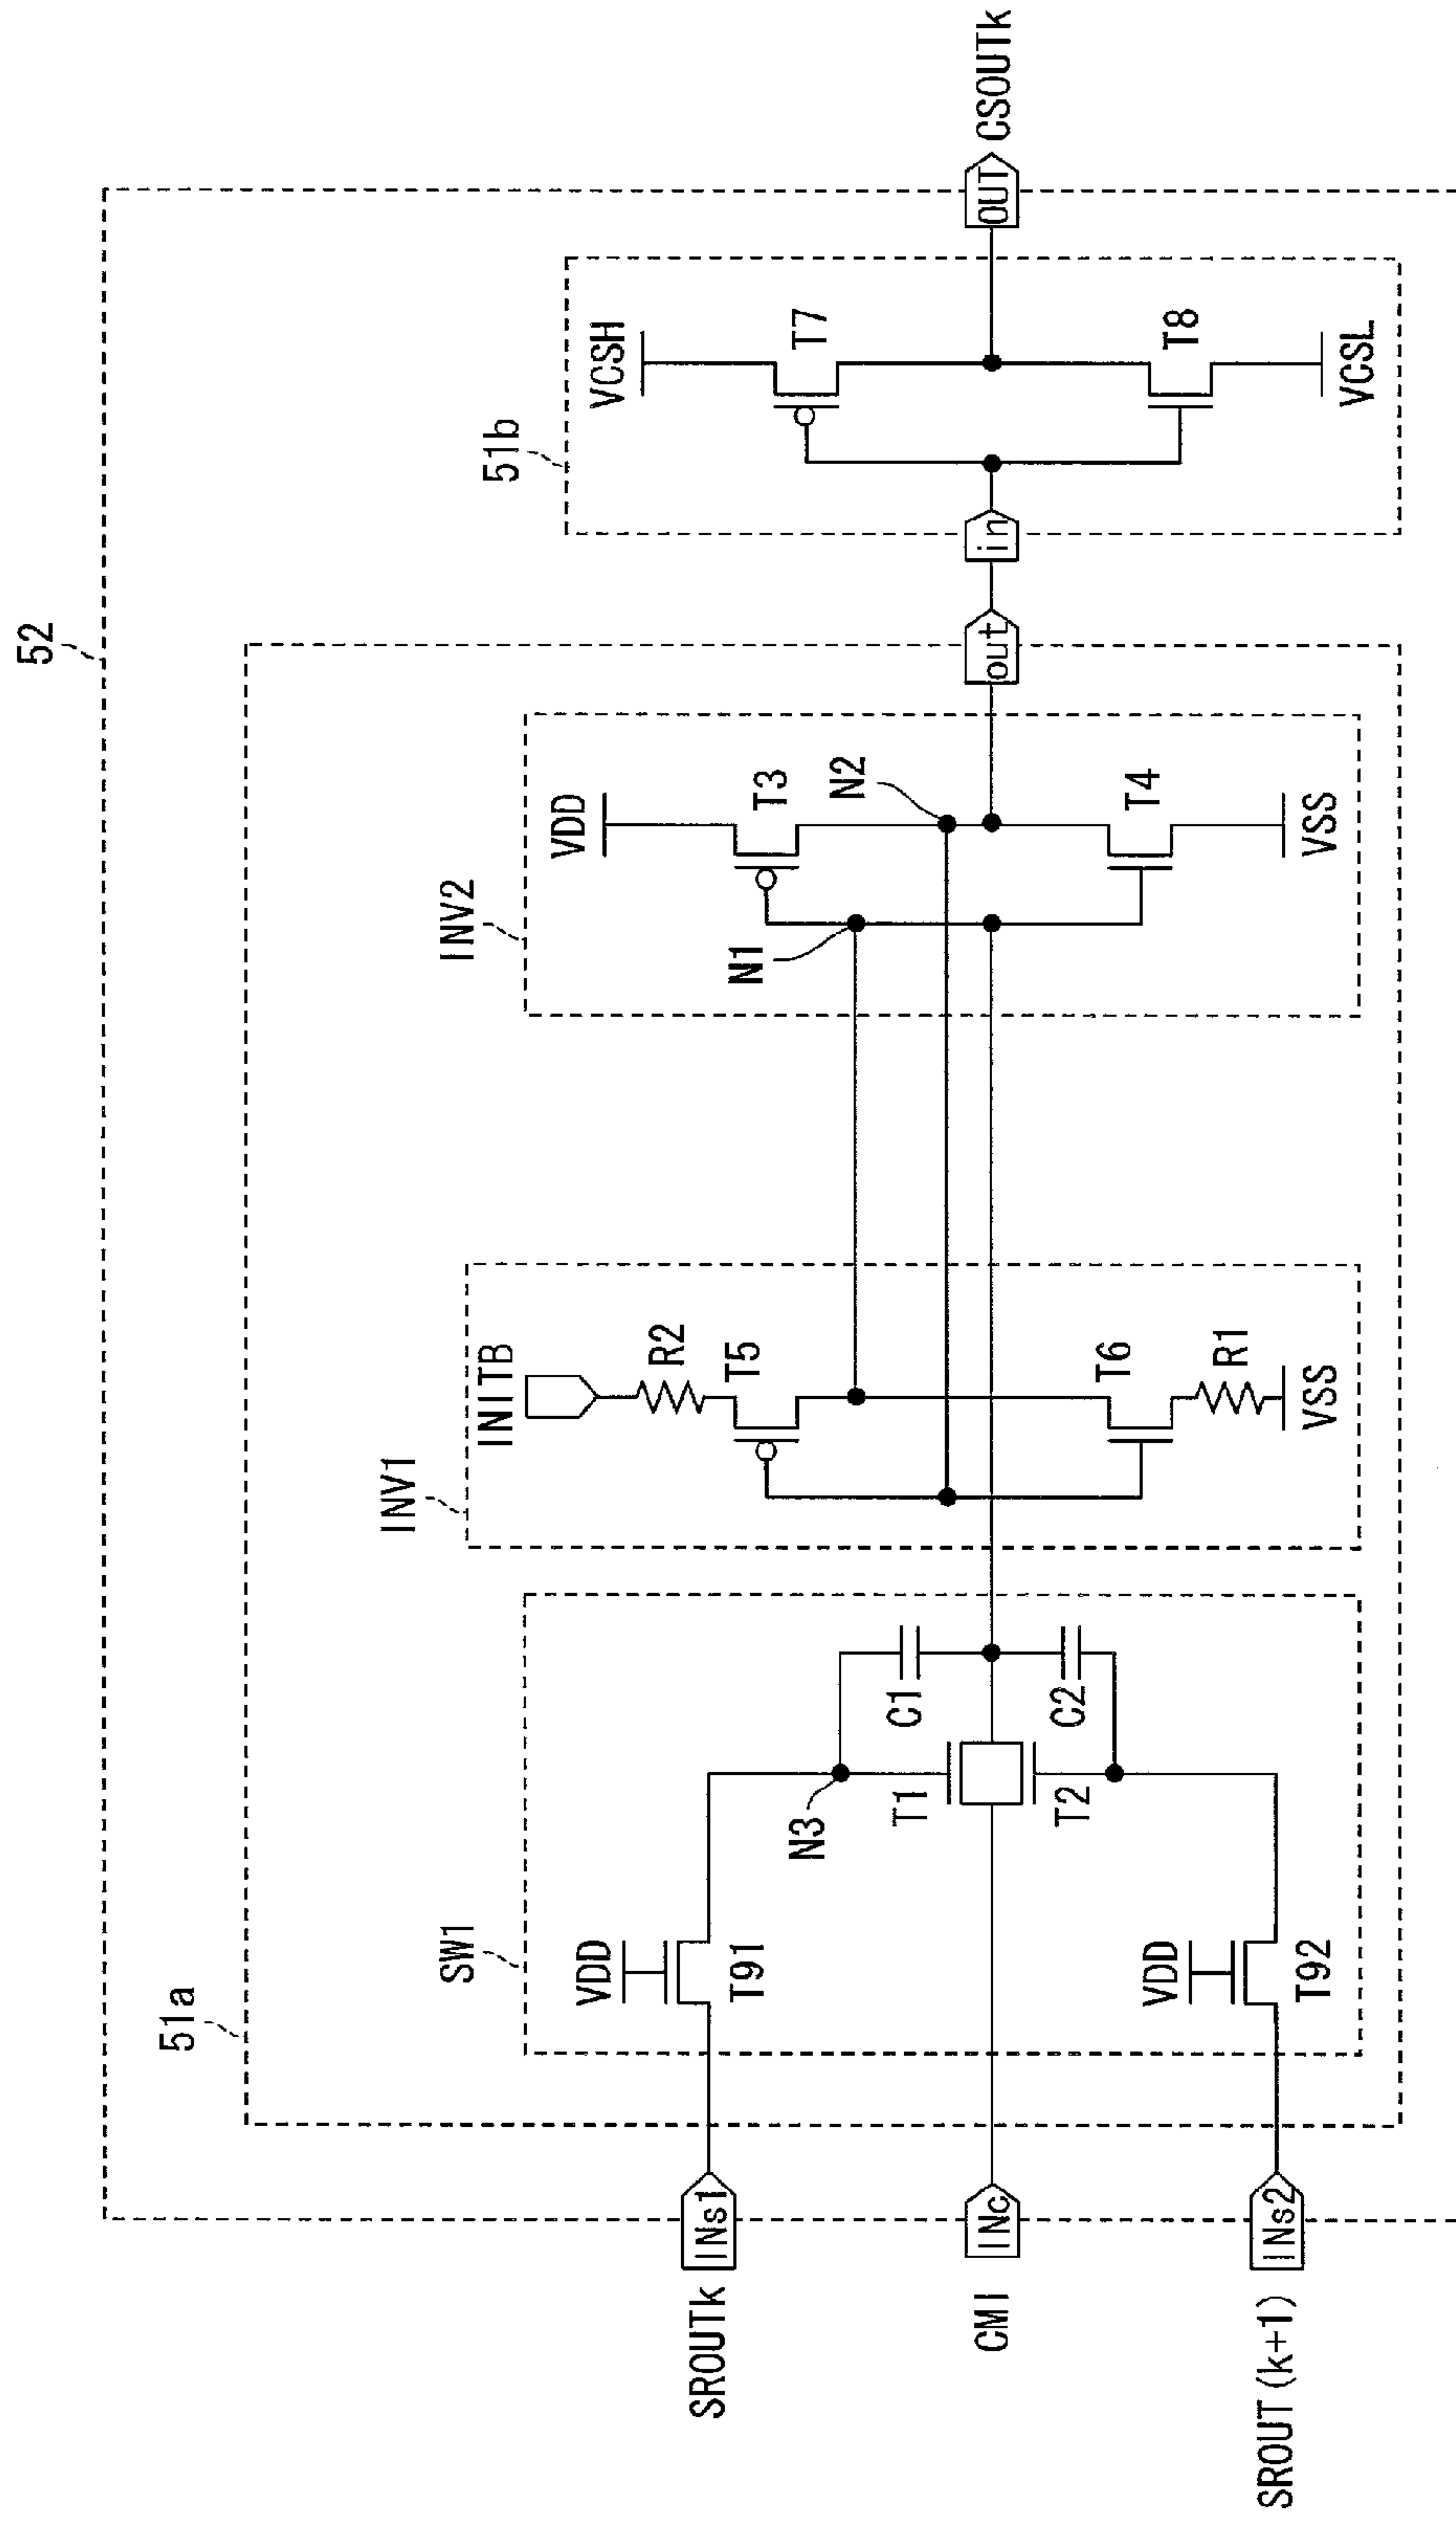 52
51a
51b
SW1
INV1
INV2
VDD
T91
N3
T1
C1
T2
C2
VDD
T92
INITB
R2
T5
T6
R1
VSS
VDD
T3
N1
N2
T4
VSS
VCSH
T7
T8
VCSL
SROUTk
INs1
CMI
INc
SROUT (k+1)
INs2
out
in
OUT
CSOUTk